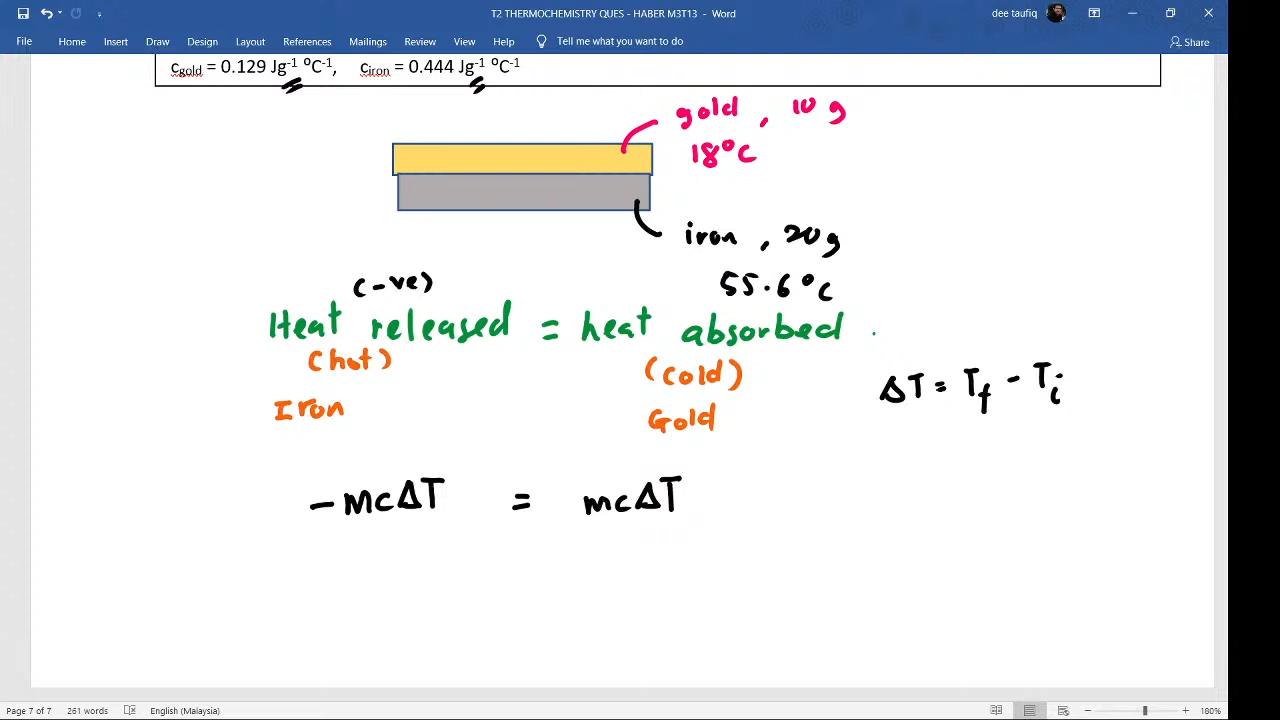 T2 THERMOCHEMISTRY QUES - HABER M3T13 - Word
dee taufiq
File Home Insert Draw Design Layout References Mailings Review View Help Tell me what you want to do Share
cgold = 0.129 Jg-1 oC-1, ciron = 0.444 Jg-1 oC-1
gold, 10 g
18°C
iron, 20g
55.6°C
(-ve)
Heat released = heat absorbed.
(hot) (cold)
Iron Gold
ΔT = Tf - Ti
-mcΔT = mcΔT
Page 7 of 7 261 words English (Malaysia) 180%